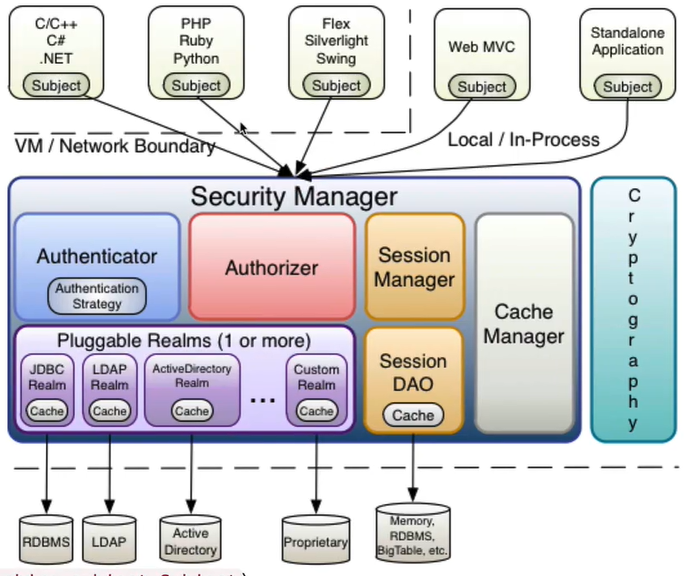 C/C++
C#
.NET
Subject
PHP
Ruby
Python
Subject
Flex
Silverlight
Swing
Subject
Web MVC
Subject
Standalone
Application
Subject
VM / Network Boundary
Local / In-Process
Security Manager
Authenticator
Authentication
Strategy
Authorizer
Session
Manager
Cache
Manager
Cryptography
Pluggable Realms (1 or more)
JDBC
Realm
Cache
LDAP
Realm
Cache
ActiveDirectory
Realm
Cache
...
Custom
Realm
Cache
Session
DAO
Cache
RDBMS
LDAP
Active
Directory
Proprietary
Memory,
RDBMS,
BigTable, etc.